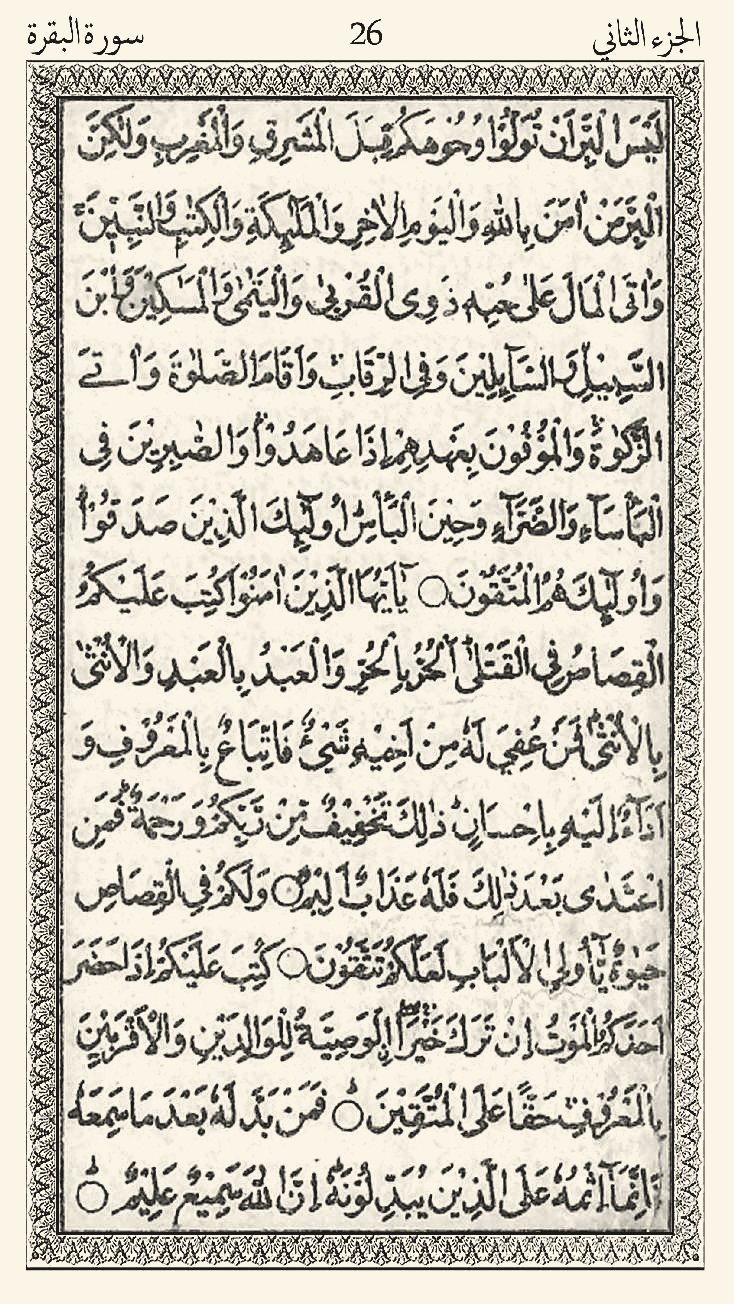 الجزء الثاني 26 سورة البقرة
لَيْسَ الْبِرَّ اَنْ تُوَلُّوْا وُجُوْهَكُمْ قِبَلَ الْمَشْرِقِ وَالْمَغْرِبِ وَلٰكِنَّ
الْبِرَّ مَنْ اٰمَنَ بِاللّٰهِ وَالْيَوْمِ الْاٰخِرِ وَالْمَلٰٓئِكَةِ وَالْكِتٰبِ وَالنَّبِيّٖنَ ۚ
وَاٰتَى الْمَالَ عَلٰى حُبِّهٖ ذَوِى الْقُرْبٰى وَالْيَتٰمٰى وَالْمَسٰكِيْنَ وَابْنَ
السَّبِيْلِ وَالسَّآئِلِيْنَ وَفِى الرِّقَابِ ۚ وَاَقَامَ الصَّلٰوةَ وَاٰتَى
الزَّكٰوةَ ۚ وَالْمُوْفُوْنَ بِعَهْدِهِمْ اِذَا عَاهَدُوْا ۚ وَالصّٰبِرِيْنَ فِى
الْبَاْسَآءِ وَالضَّرَّآءِ وَحِيْنَ الْبَاْسِ ؕ اُولٰٓئِكَ الَّذِيْنَ صَدَقُوْا ؕ
وَاُولٰٓئِكَ هُمُ الْمُتَّقُوْنَ ○ يٰٓاَيُّهَا الَّذِيْنَ اٰمَنُوْا كُتِبَ عَلَيْكُمُ
الْقِصَاصُ فِى الْقَتْلٰى ؕ اَلْحُرُّ بِالْحُرِّ وَالْعَبْدُ بِالْعَبْدِ وَالْاُنْثٰى
بِالْاُنْثٰى ؕ فَمَنْ عُفِيَ لَهٗ مِنْ اَخِيْهِ شَيْءٌ فَاتِّبَاعٌ بِالْمَعْرُوْفِ وَ
اَدَآءٌ اِلَيْهِ بِاِحْسَانٍ ؕ ذٰلِكَ تَخْفِيْفٌ مِّنْ رَّبِّكُمْ وَرَحْمَةٌ ؕ فَمَنِ
اعْتَدٰى بَعْدَ ذٰلِكَ فَلَهٗ عَذَابٌ اَلِيْمٌ ○ وَلَكُمْ فِى الْقِصَاصِ
حَيٰوةٌ يّٰٓاُولِى الْاَلْبَابِ لَعَلَّكُمْ تَتَّقُوْنَ ○ كُتِبَ عَلَيْكُمْ اِذَا حَضَرَ
اَحَدَكُمُ الْمَوْتُ اِنْ تَرَكَ خَيْرَا ۖۚ اِلْوَصِيَّةُ لِلْوَالِدَيْنِ وَالْاَقْرَبِيْنَ
بِالْمَعْرُوْفِ ۚ حَقًّا عَلَى الْمُتَّقِيْنَ ○ؕ فَمَنْ بَدَّلَهٗ بَعْدَ مَا سَمِعَهٗ
فَاِنَّمَآ اِثْمُهٗ عَلَى الَّذِيْنَ يُبَدِّلُوْنَهٗ ؕ اِنَّ اللّٰهَ سَمِيْعٌ عَلِيْمٌ ○ؕ